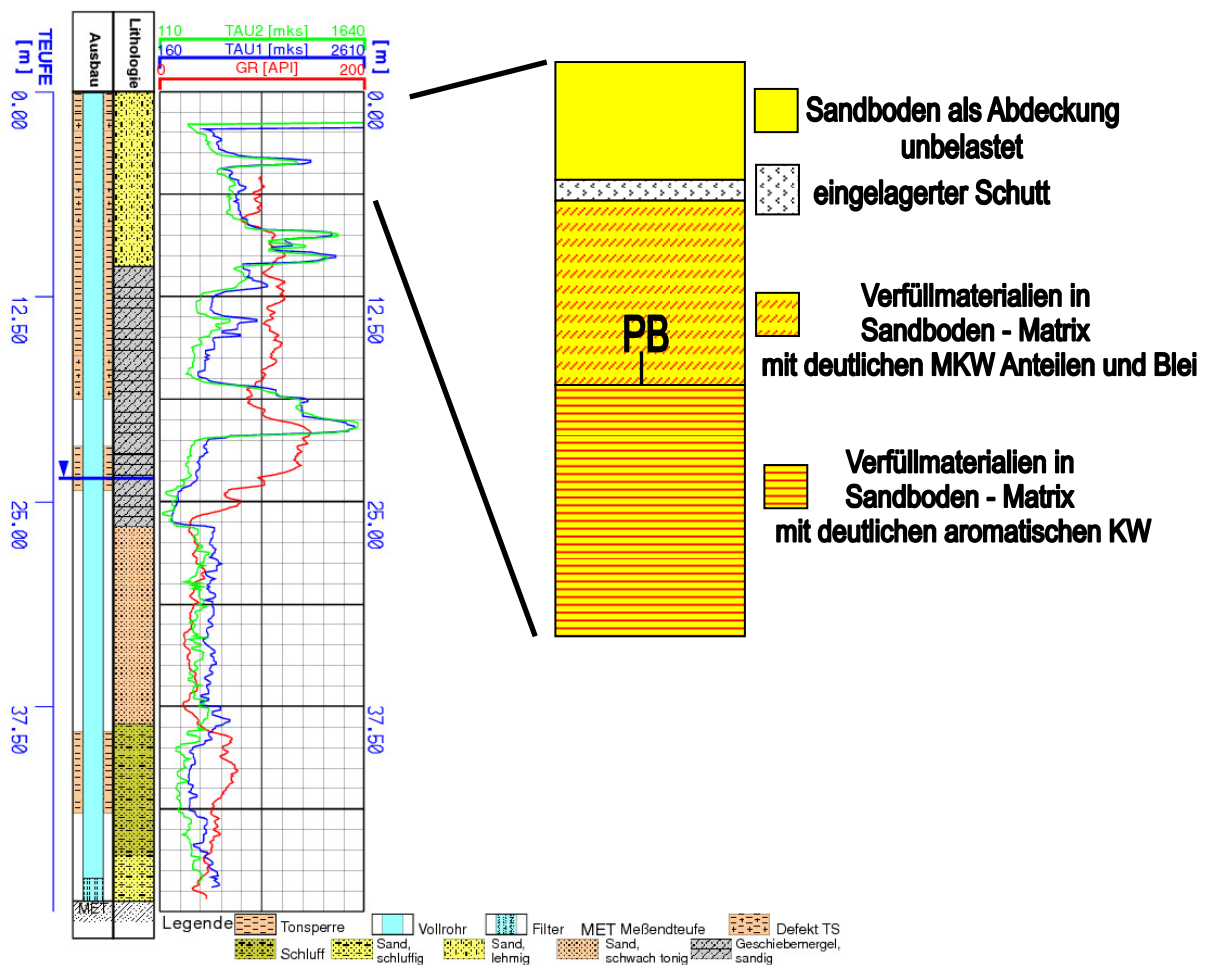 TEUFE
[m]
Ausbau
Lithologie
110 TAU2 [mks] 1640
160 TAU1 [mks] 2610
0 GR [API] 200
0.00
12.50
25.00
37.50
0.00
12.50
25.00
37.50
MET
Sandboden als Abdeckung
unbelastet
eingelagerter Schutt
Verfüllmaterialien in
Sandboden - Matrix
mit deutlichen MKW Anteilen und Blei
PB
Verfüllmaterialien in
Sandboden - Matrix
mit deutlichen aromatischen KW
Legende
Tonsperre
Vollrohr
Filter
MET Meßendteufe
Defekt TS
Schluff
Sand,
schluffig
Sand,
lehmig
Sand,
schwach tonig
Geschiebemergel,
sandig